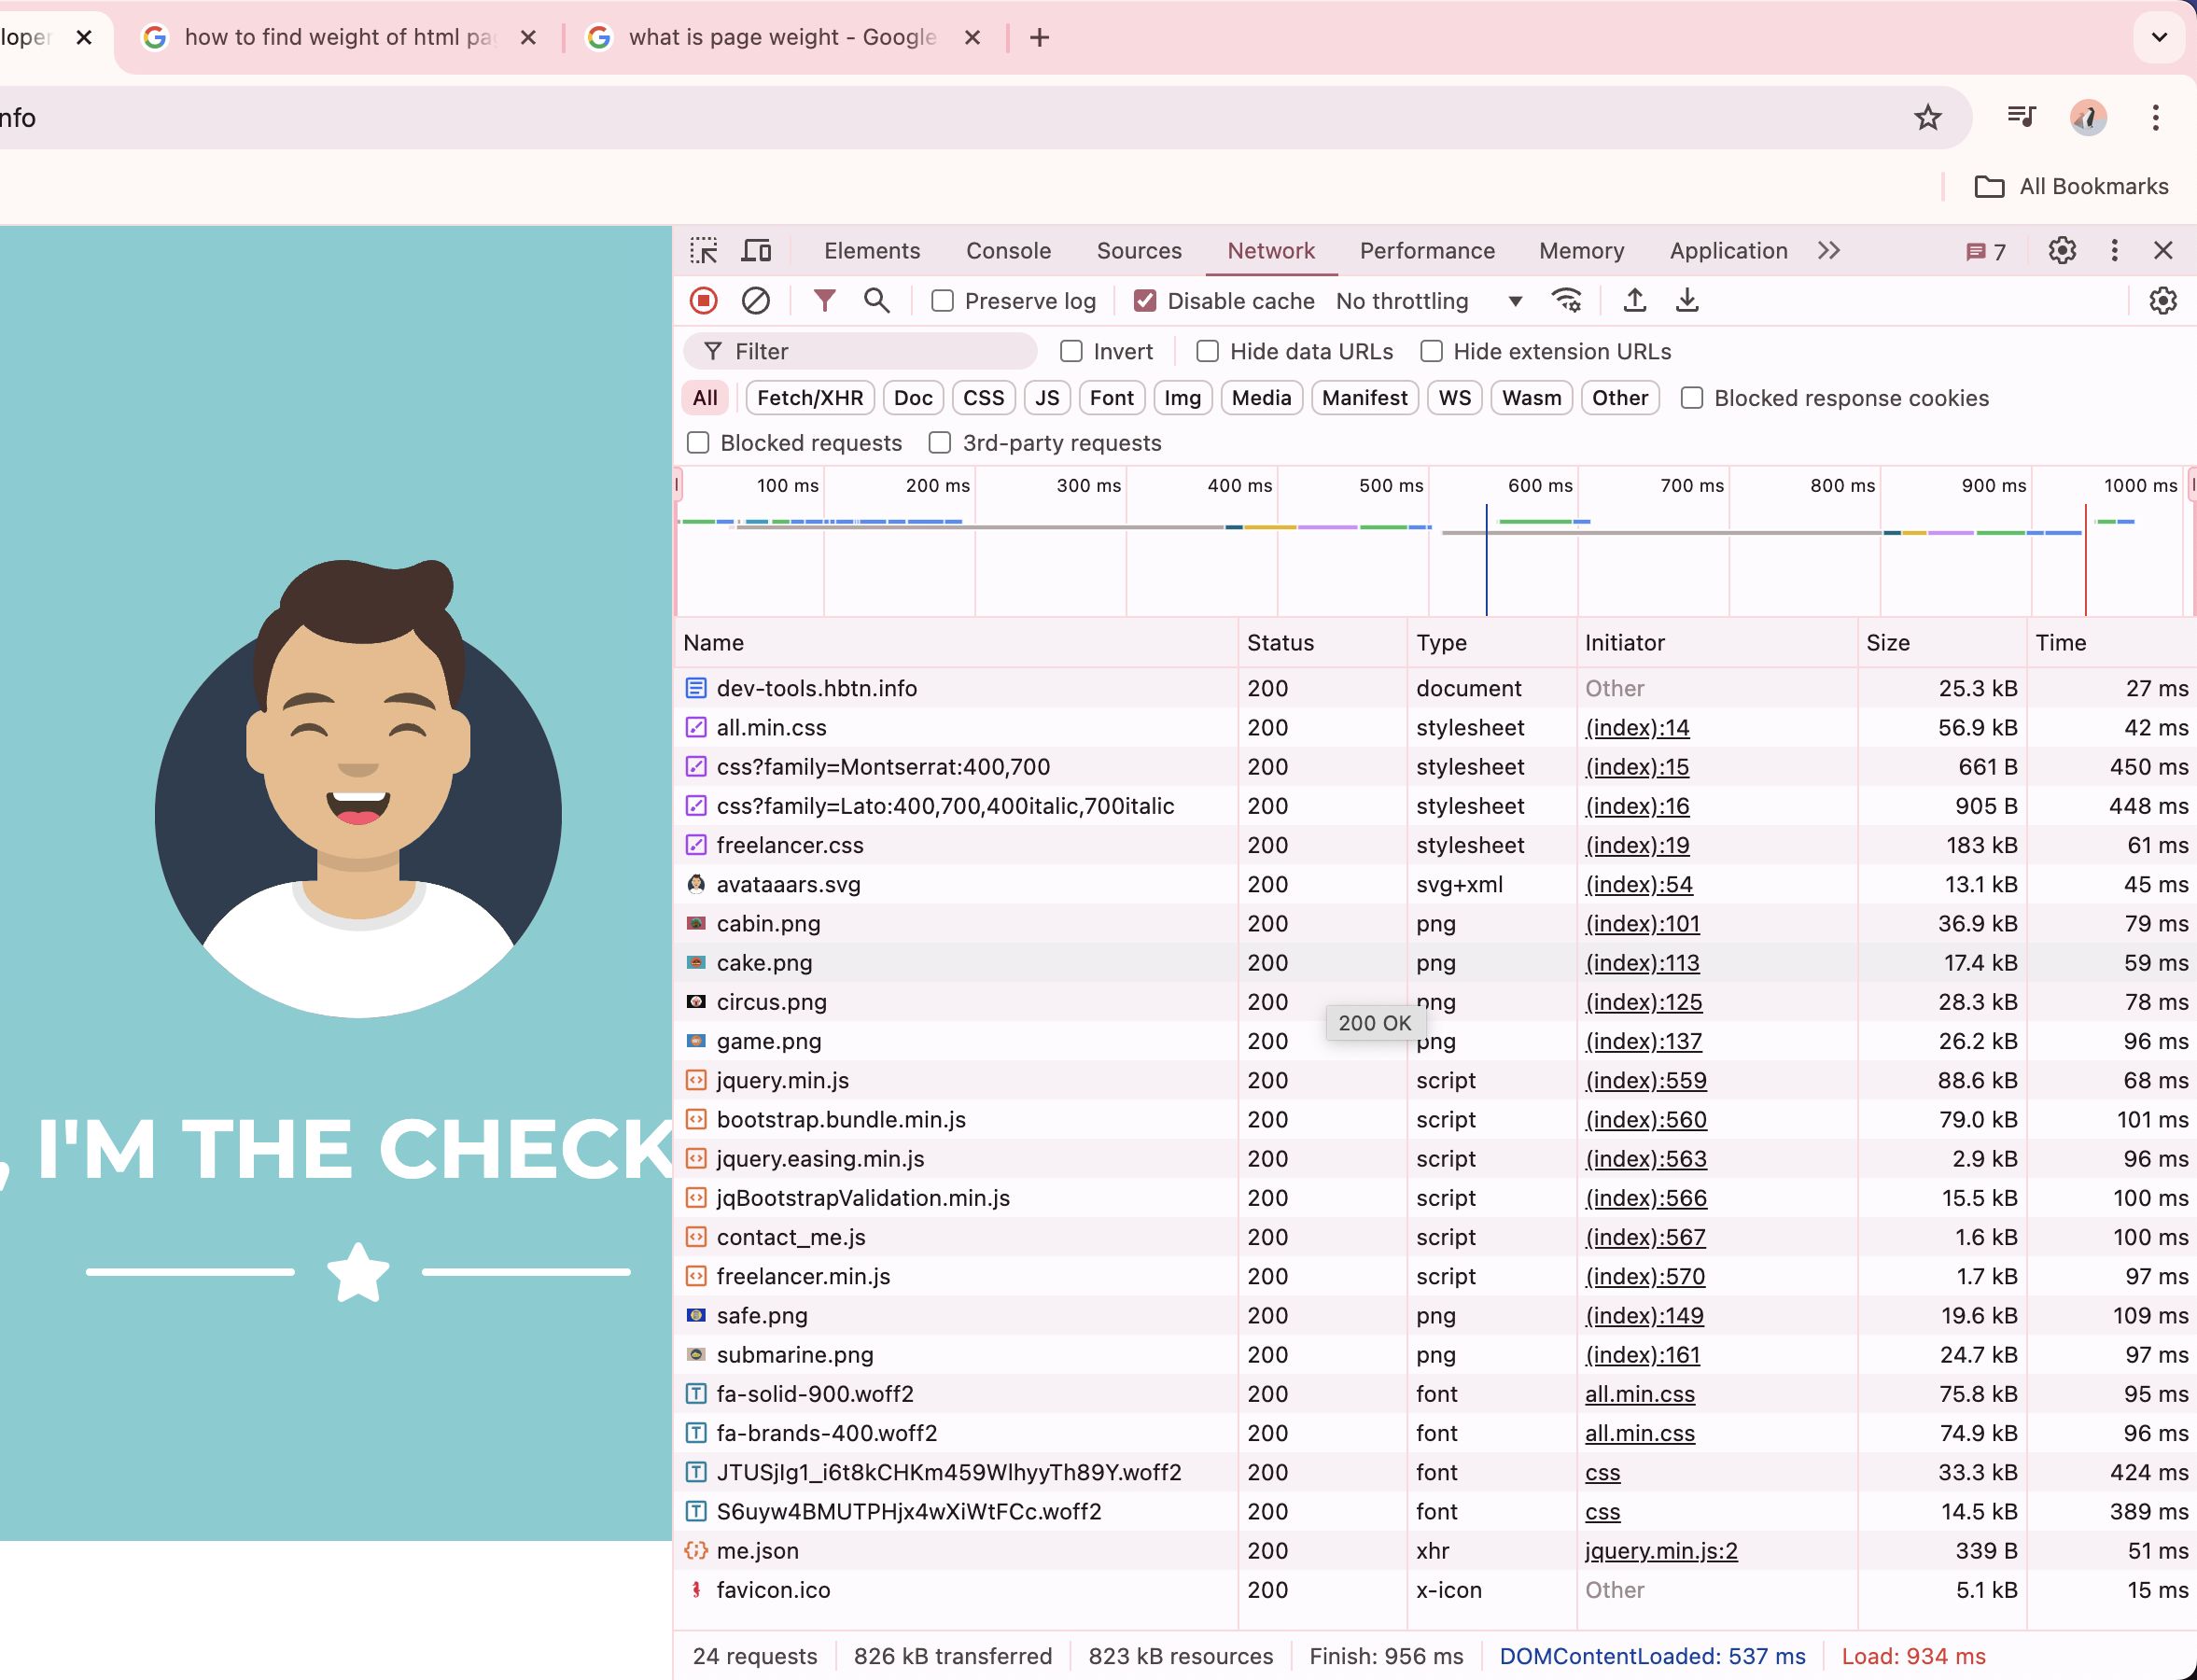 loper
how to find weight of html pag
what is page weight - Google
nfo
All Bookmarks
Elements Console Sources Network Performance Memory Application 7
Preserve log Disable cache No throttling
Filter Invert Hide data URLs Hide extension URLs
All Fetch/XHR Doc CSS JS Font Img Media Manifest WS Wasm Other Blocked response cookies
Blocked requests 3rd-party requests
100 ms 200 ms 300 ms 400 ms 500 ms 600 ms 700 ms 800 ms 900 ms 1000 ms
Name Status Type Initiator Size Time
dev-tools.hbtn.info 200 document Other 25.3 kB 27 ms
all.min.css 200 stylesheet (index):14 56.9 kB 42 ms
css?family=Montserrat:400,700 200 stylesheet (index):15 661 B 450 ms
css?family=Lato:400,700,400italic,700italic 200 stylesheet (index):16 905 B 448 ms
freelancer.css 200 stylesheet (index):19 183 kB 61 ms
avataaars.svg 200 svg+xml (index):54 13.1 kB 45 ms
cabin.png 200 png (index):101 36.9 kB 79 ms
cake.png 200 png (index):113 17.4 kB 59 ms
circus.png 200 png (index):125 28.3 kB 78 ms
200 OK
game.png 200 png (index):137 26.2 kB 96 ms
jquery.min.js 200 script (index):559 88.6 kB 68 ms
bootstrap.bundle.min.js 200 script (index):560 79.0 kB 101 ms
jquery.easing.min.js 200 script (index):563 2.9 kB 96 ms
jqBootstrapValidation.min.js 200 script (index):566 15.5 kB 100 ms
contact_me.js 200 script (index):567 1.6 kB 100 ms
freelancer.min.js 200 script (index):570 1.7 kB 97 ms
safe.png 200 png (index):149 19.6 kB 109 ms
submarine.png 200 png (index):161 24.7 kB 97 ms
fa-solid-900.woff2 200 font all.min.css 75.8 kB 95 ms
fa-brands-400.woff2 200 font all.min.css 74.9 kB 96 ms
JTUSjIg1_i6t8kCHKm459WlhyyTh89Y.woff2 200 font css 33.3 kB 424 ms
S6uyw4BMUTPHjx4wXiWtFCc.woff2 200 font css 14.5 kB 389 ms
me.json 200 xhr jquery.min.js:2 339 B 51 ms
favicon.ico 200 x-icon Other 5.1 kB 15 ms
24 requests 826 kB transferred 823 kB resources Finish: 956 ms DOMContentLoaded: 537 ms Load: 934 ms
, I'M THE CHECK